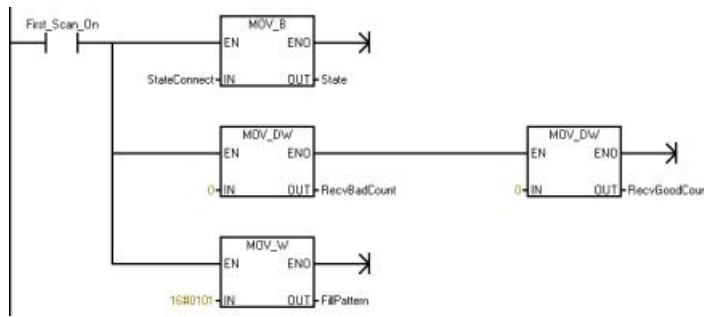 First_Scan_On
MOV_B
EN ENO
StateConnect IN OUT State
MOV_DW MOV_DW
EN ENO EN ENO
0 IN OUT RecvBadCount 0 IN OUT RecvGoodCour
MOV_W
EN ENO
16#0101 IN OUT FillPattern